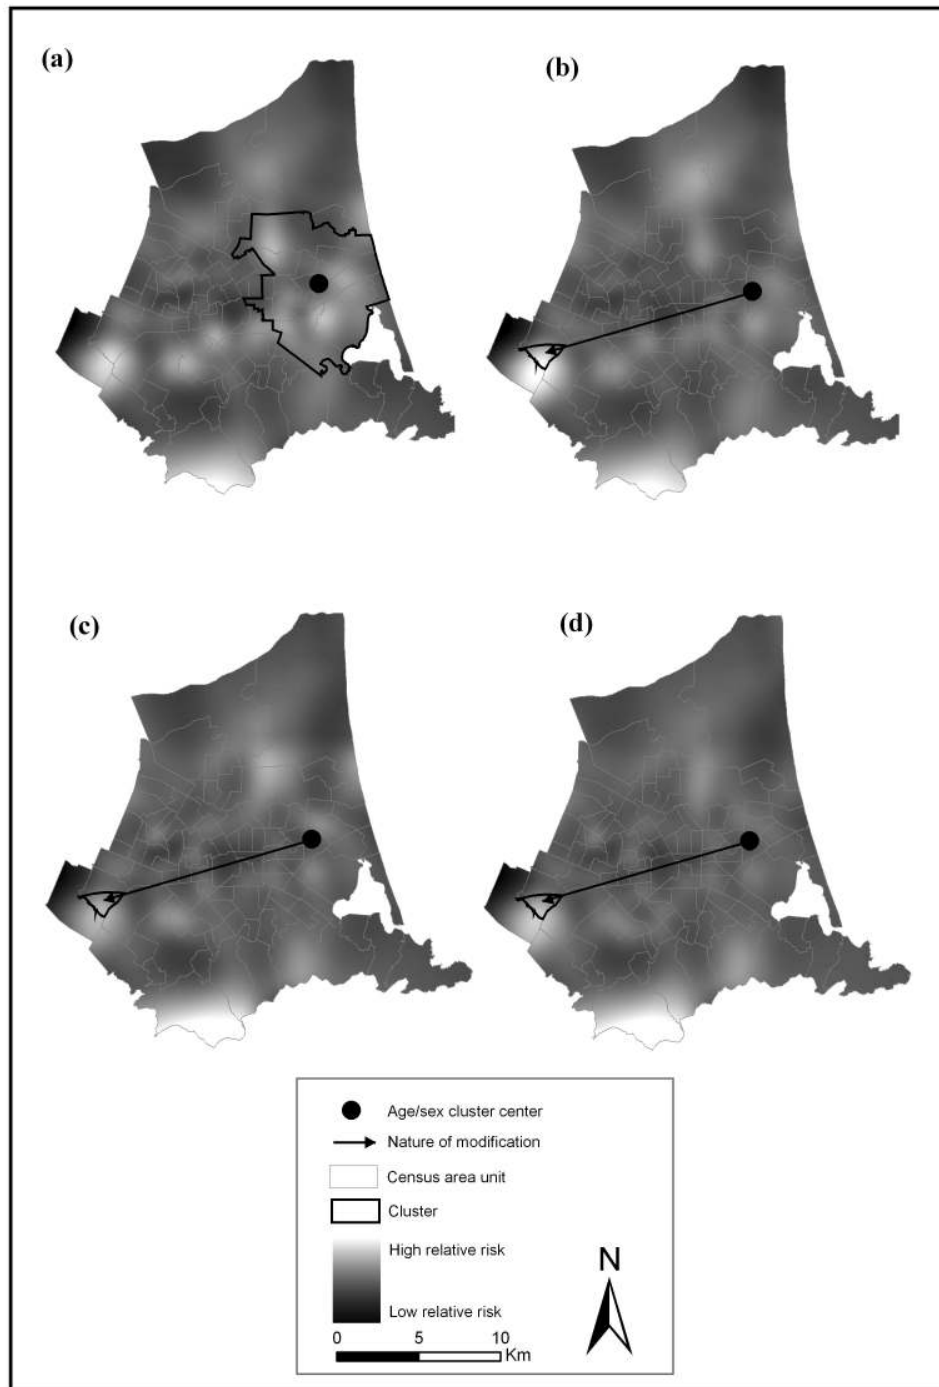 (a)
(b)
(c)
(d)
Age/sex cluster center
Nature of modification
Census area unit
Cluster
High relative risk
Low relative risk
N
0 5 10
Km